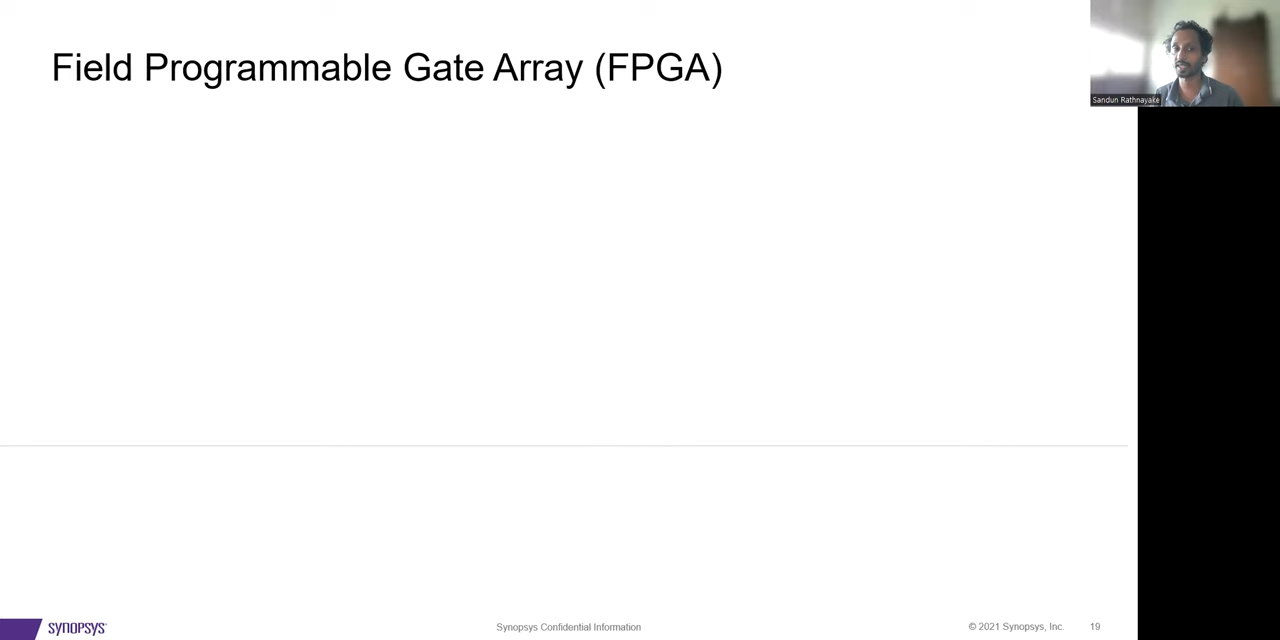 Field Programmable Gate Array (FPGA)
Sandun Rathnayake
SYNOPSYS
Synopsys Confidential Information
© 2021 Synopsys, Inc.
19